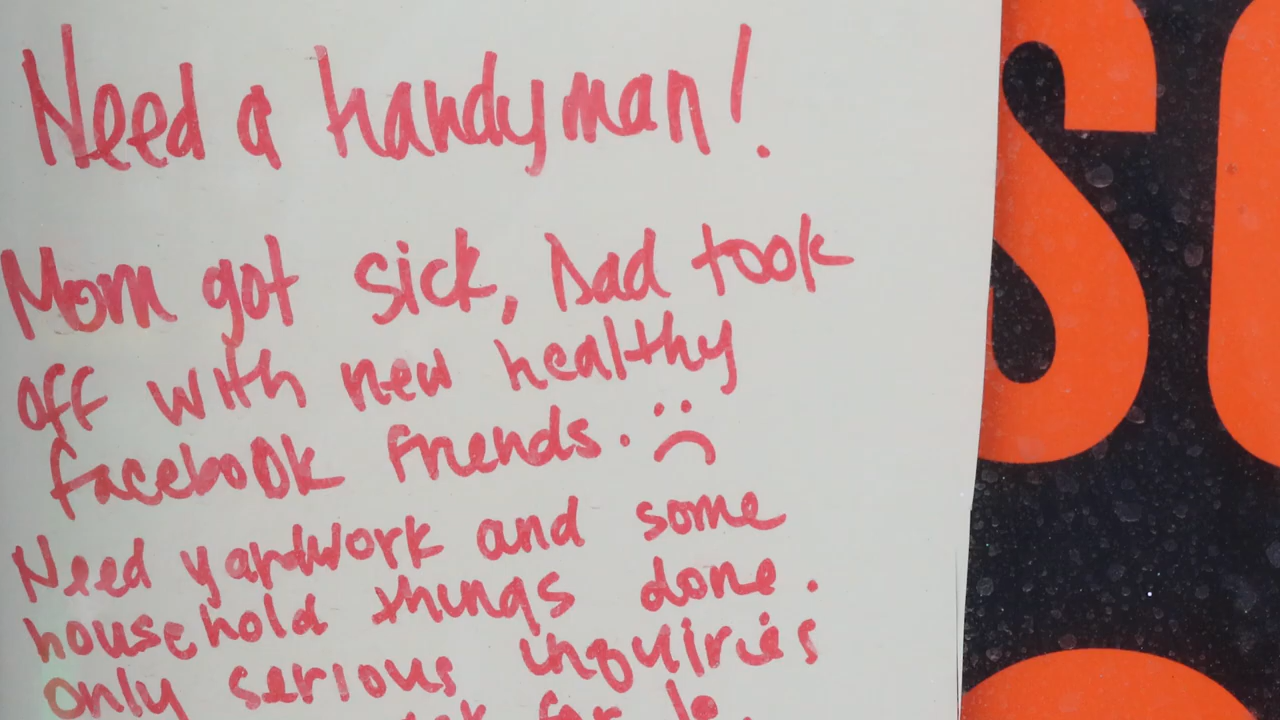 Need a handyman!
Mom got sick, Dad took
off with new healthy
facebook friends. :(
Need yardwork and some
household things done.
only serious inquiries
for